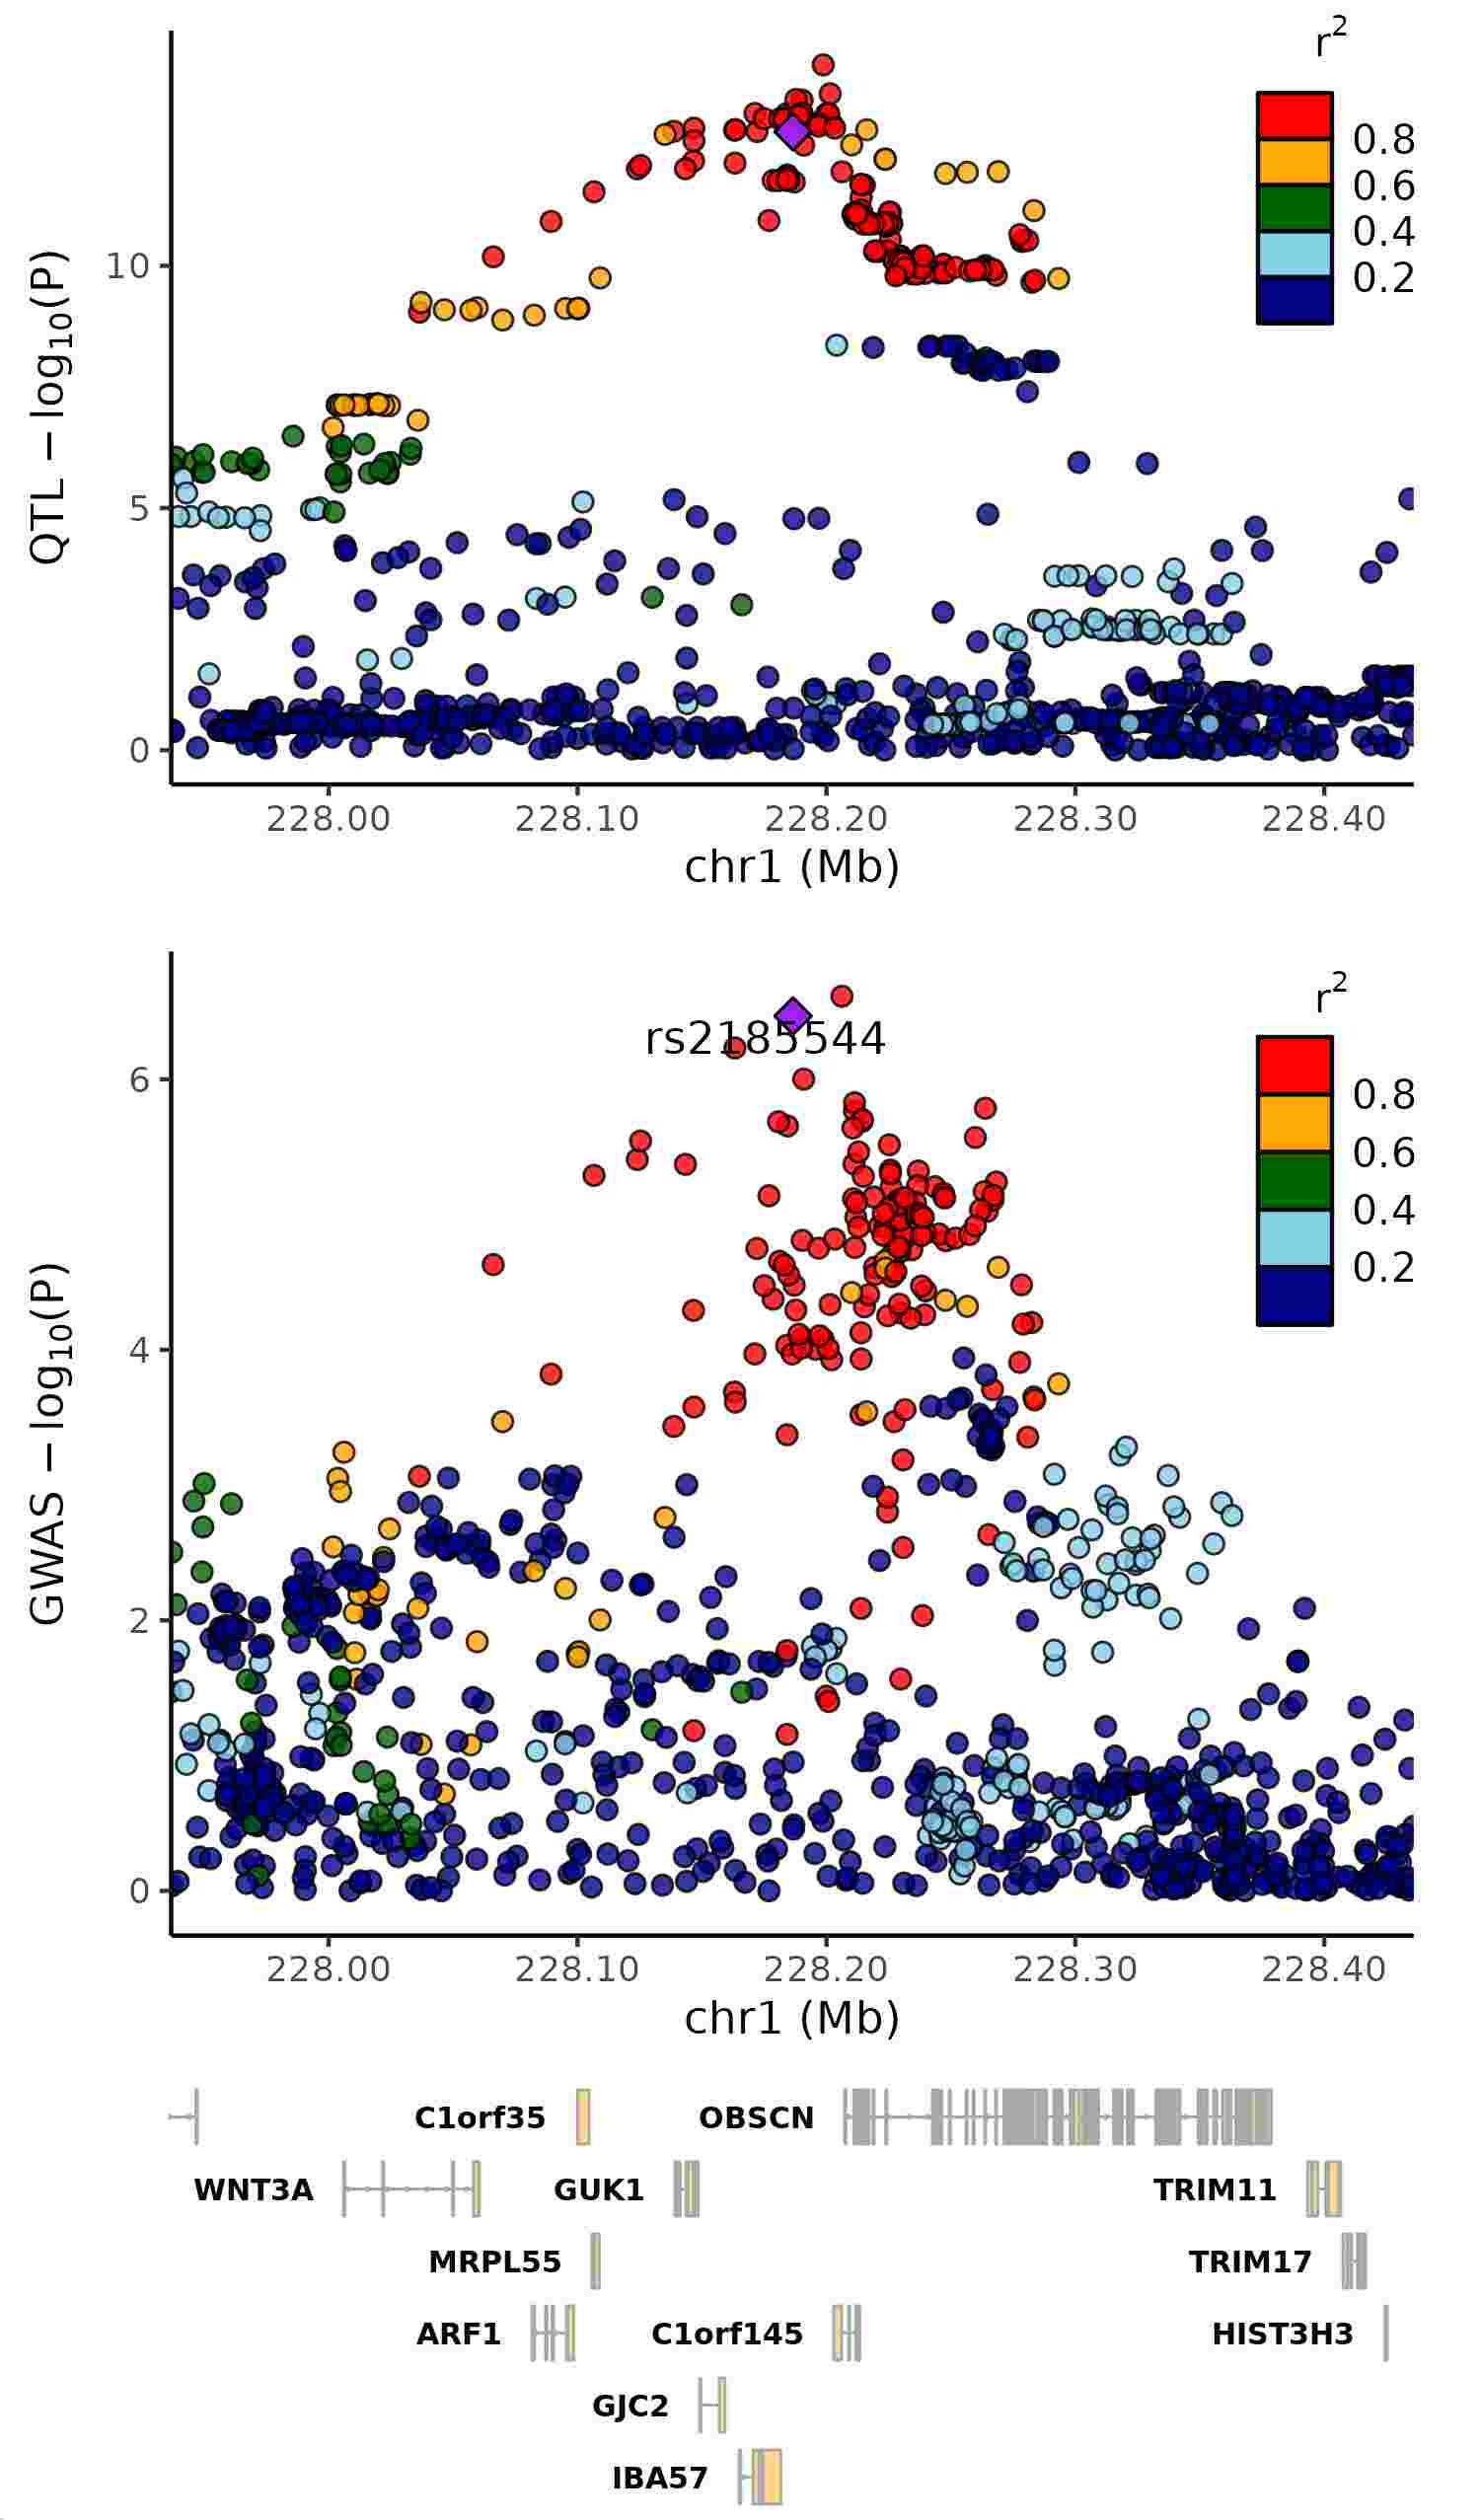 r2
0.8
0.6
0.4
0.2
QTL − log10(P)
10
5
0
228.00 228.10 228.20 228.30 228.40
chr1 (Mb)
r2
rs2185544
0.8
0.6
0.4
0.2
GWAS − log10(P)
6
4
2
0
228.00 228.10 228.20 228.30 228.40
chr1 (Mb)
C1orf35 OBSCN
WNT3A GUK1 TRIM11
MRPL55 TRIM17
ARF1 C1orf145 HIST3H3
GJC2
IBA57